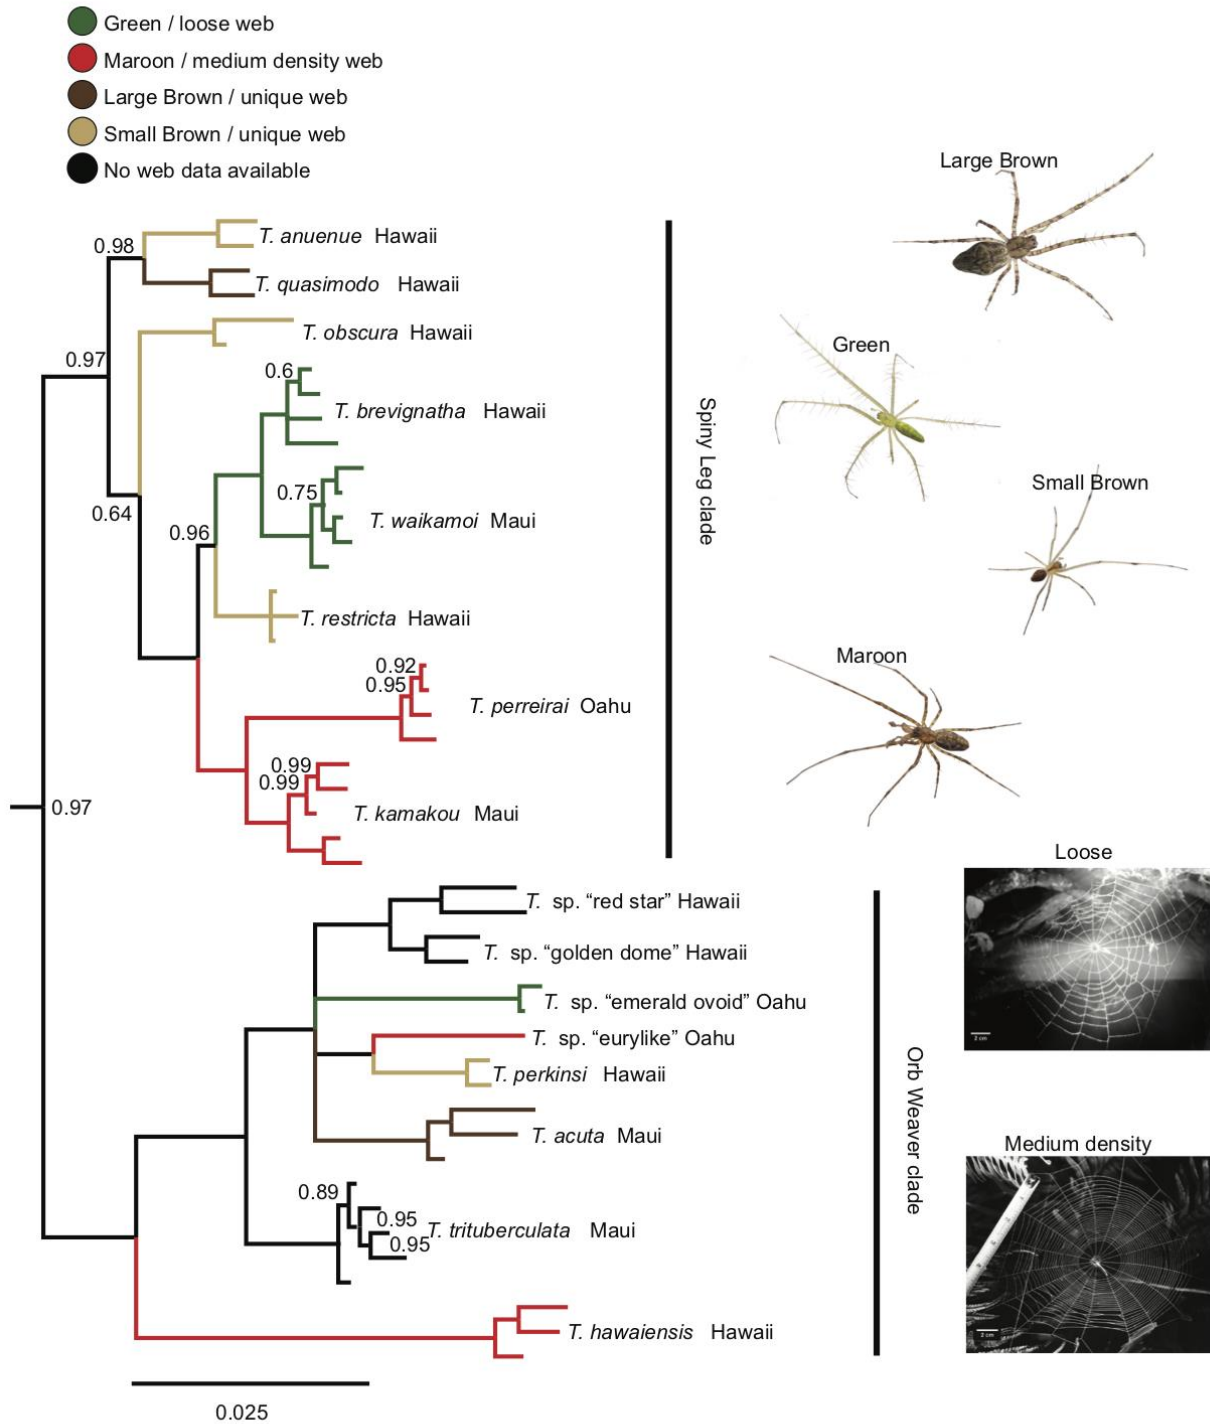 Green / loose web
Maroon / medium density web
Large Brown / unique web
Small Brown / unique web
No web data available
Large Brown
Green
Small Brown
Maroon
Loose
2 cm
Medium density
2 cm
0.98
T. anuenue Hawaii
T. quasimodo Hawaii
0.97
T. obscura Hawaii
0.6
T. brevignatha Hawaii
0.64
0.75
T. waikamoi Maui
0.96
T. restricta Hawaii
0.92
0.95
T. perreirai Oahu
0.99
0.99
T. kamakou Maui
0.97
Spiny Leg clade
T. sp. “red star” Hawaii
T. sp. “golden dome” Hawaii
T. sp. “emerald ovoid” Oahu
T. sp. “eurylike” Oahu
T. perkinsi Hawaii
T. acuta Maui
0.89
0.95
0.95
T. trituberculata Maui
T. hawaiensis Hawaii
Orb Weaver clade
0.025